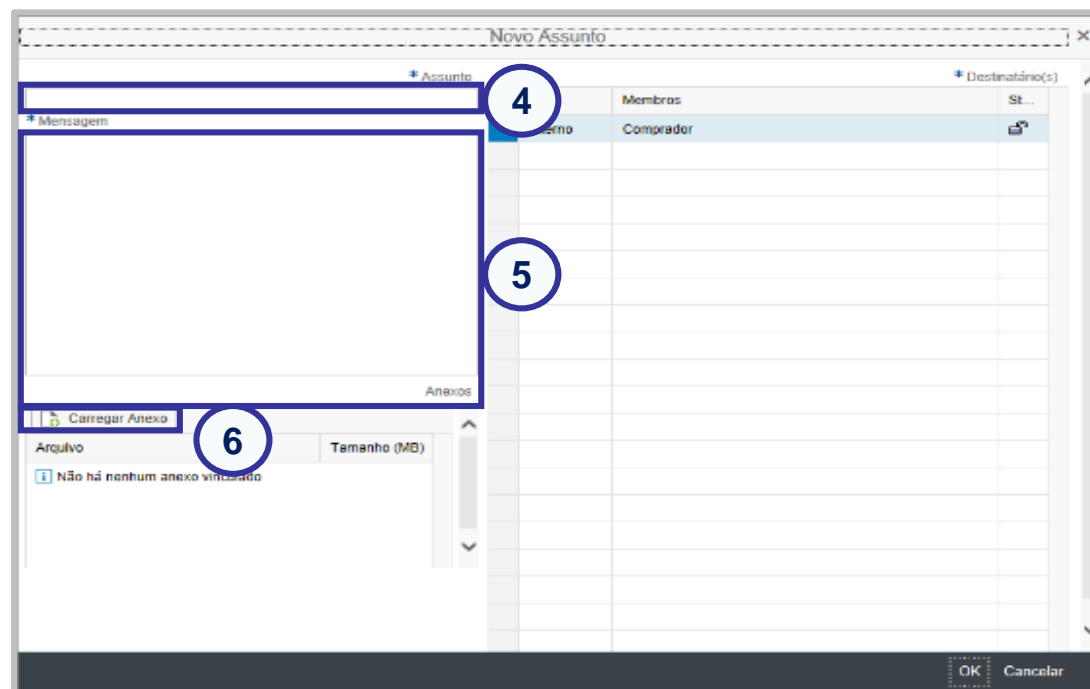 Novo Assunto
* Assunto
* Destinatário(s)
4
Membros
St...
* Mensagem
Comprador
5
Anexos
Carregar Anexo
6
Arquivo
Tamanho (MB)
Não há nenhum anexo vinculado
OK
Cancelar